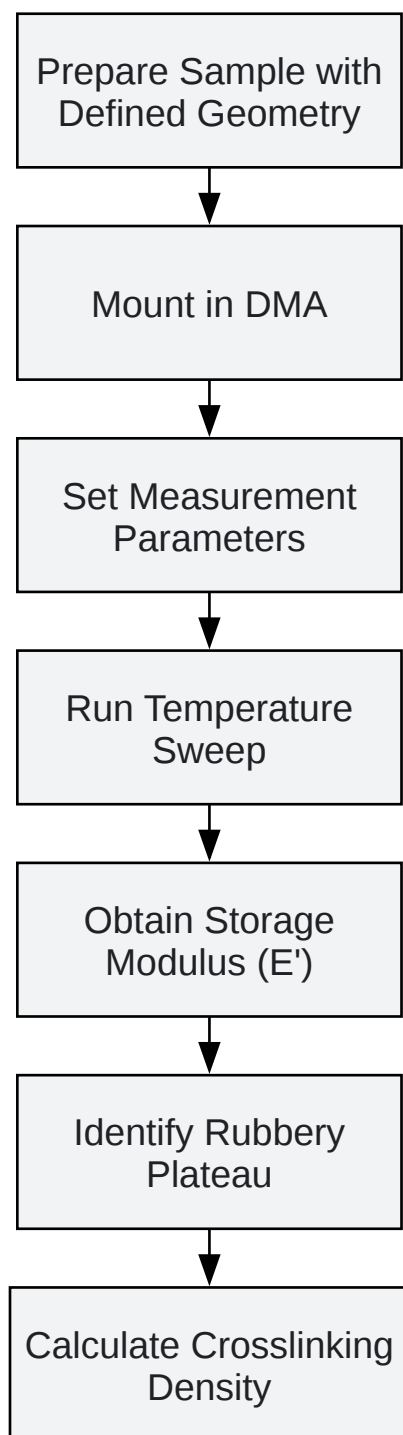 Prepare Sample with
Defined Geometry
Mount in DMA
Set Measurement
Parameters
Run Temperature
Sweep
Obtain Storage
Modulus (E')
Identify Rubbery
Plateau
Calculate Crosslinking
Density